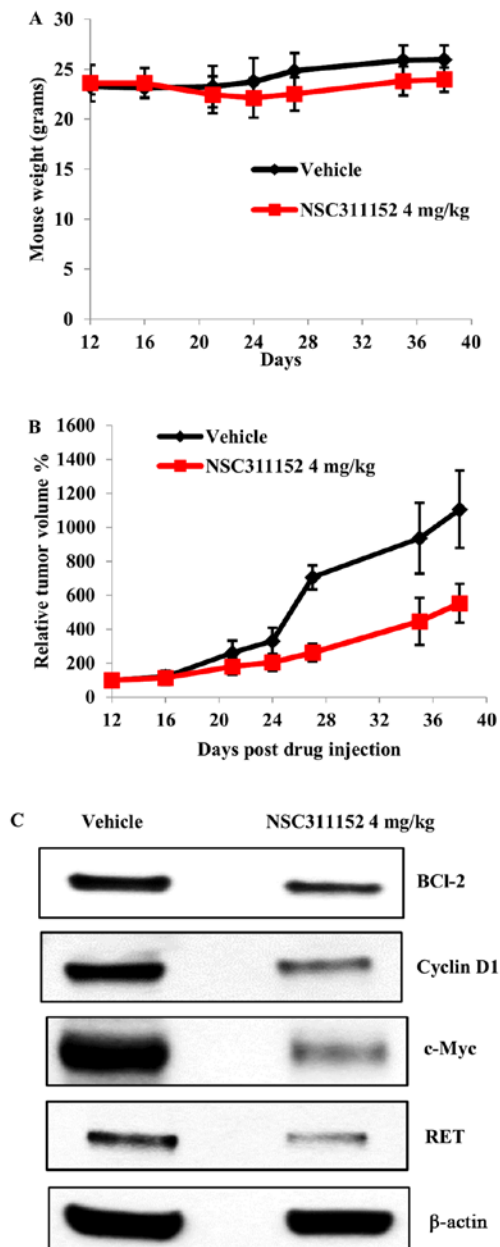 A
Mouse weight (grams)
35
30
25
20
15
10
5
0
Vehicle
NSC311152 4 mg/kg
12 16 20 24 28 32 36 40
Days
B
Relative tumor volume %
1600
1400
1200
1000
800
600
400
200
0
Vehicle
NSC311152 4 mg/kg
12 16 20 24 28 32 36 40
Days post drug injection
C
Vehicle NSC311152 4 mg/kg
BCl-2
Cyclin D1
c-Myc
RET
β-actin